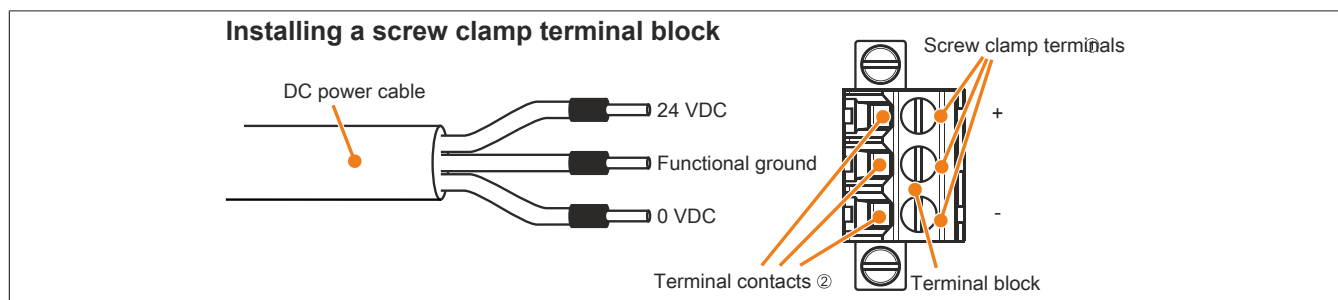 Installing a screw clamp terminal block
Screw clamp terminals ①
DC power cable
24 VDC
+
Functional ground
0 VDC
-
Terminal contacts ②
Terminal block